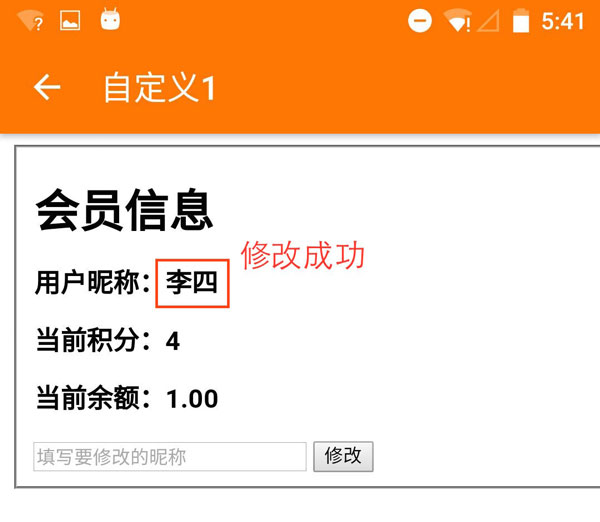 5:41
自定义1
会员信息
修改成功
用户昵称：李四
当前积分：4
当前余额：1.00
填写要修改的昵称 修改